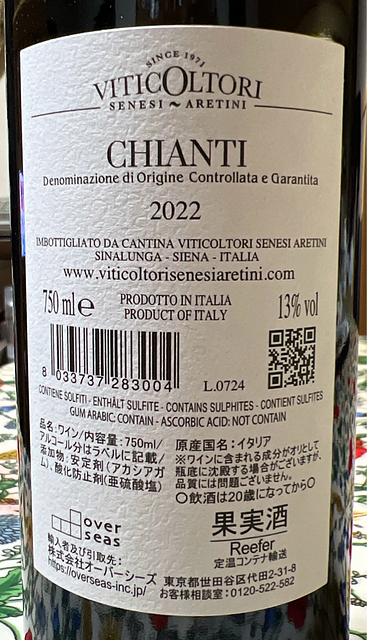 SINCE 1971
VITICOLTORI
SENESI ~ ARETINI
CHIANTI
Denominazione di Origine Controllata e Garantita
2022
IMBOTTIGLIATO DA CANTINA VITICOLTORI SENESI ARETINI
SINALUNGA - SIENA - ITALIA
www.viticoltorisenesiaretini.com
750 ml e
PRODOTTO IN ITALIA
PRODUCT OF ITALY
13% vol
8 033737 283004
L.0724
CONTIENE SOLFITI - ENTHÄLT SULFITE - CONTAINS SULPHITES - CONTIENT SULFITES
GUM ARABIC: CONTAIN - ASCORBIC ACID: NOT CONTAIN
品名:ワイン/内容量:750ml/
アルコール分はラベルに記載/
添加物:安定剤(アカシアガ
ム)、酸化防止剤(亜硫酸塩)
原産国名:イタリア
※ワインに含まれる成分がオリとして
瓶底に沈殿する場合がございますが、
品質には問題ございません。
○飲酒は20歳になってから○
over
seas
輸入者及び引取先:
株式会社オーバーシーズ
https://overseas-inc.jp/
果実酒
Reefer
定温コンテナ輸送
東京都世田谷区代田2-31-8
お客様相談室:0120-522-582